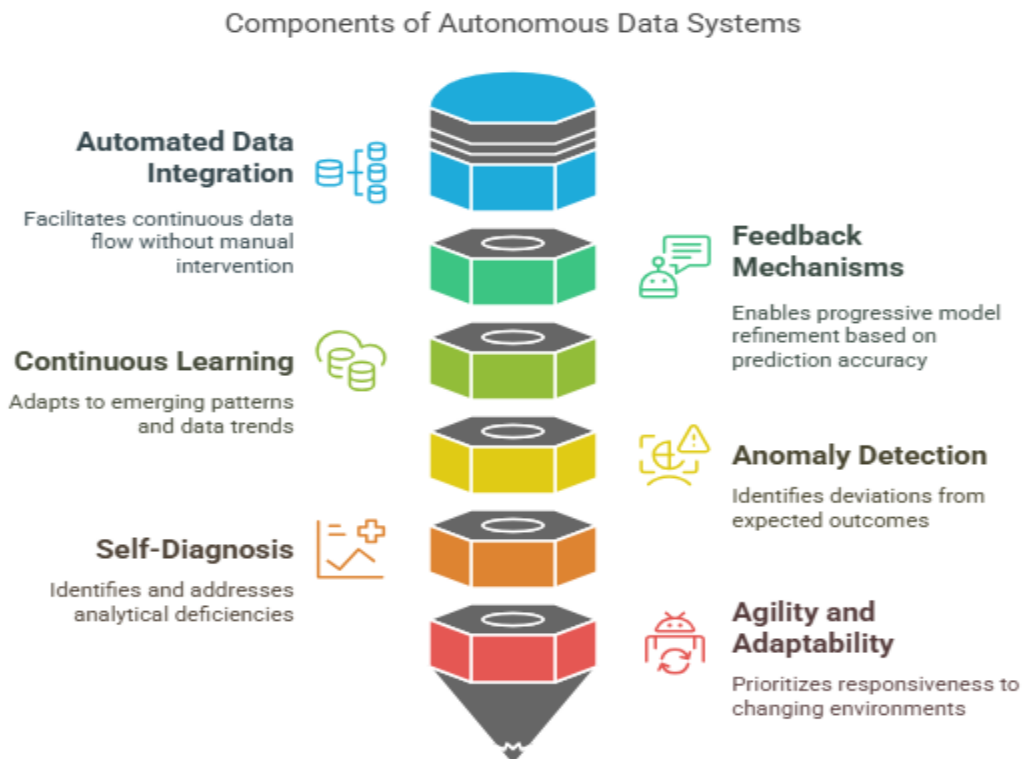 Components of Autonomous Data Systems
Automated Data
Integration
Facilitates continuous data
flow without manual
intervention
Feedback
Mechanisms
Enables progressive model
refinement based on
prediction accuracy
Continuous Learning
Adapts to emerging patterns
and data trends
Anomaly Detection
Identifies deviations from
expected outcomes
Self-Diagnosis
Identifies and addresses
analytical deficiencies
Agility and
Adaptability
Prioritizes responsiveness to
changing environments